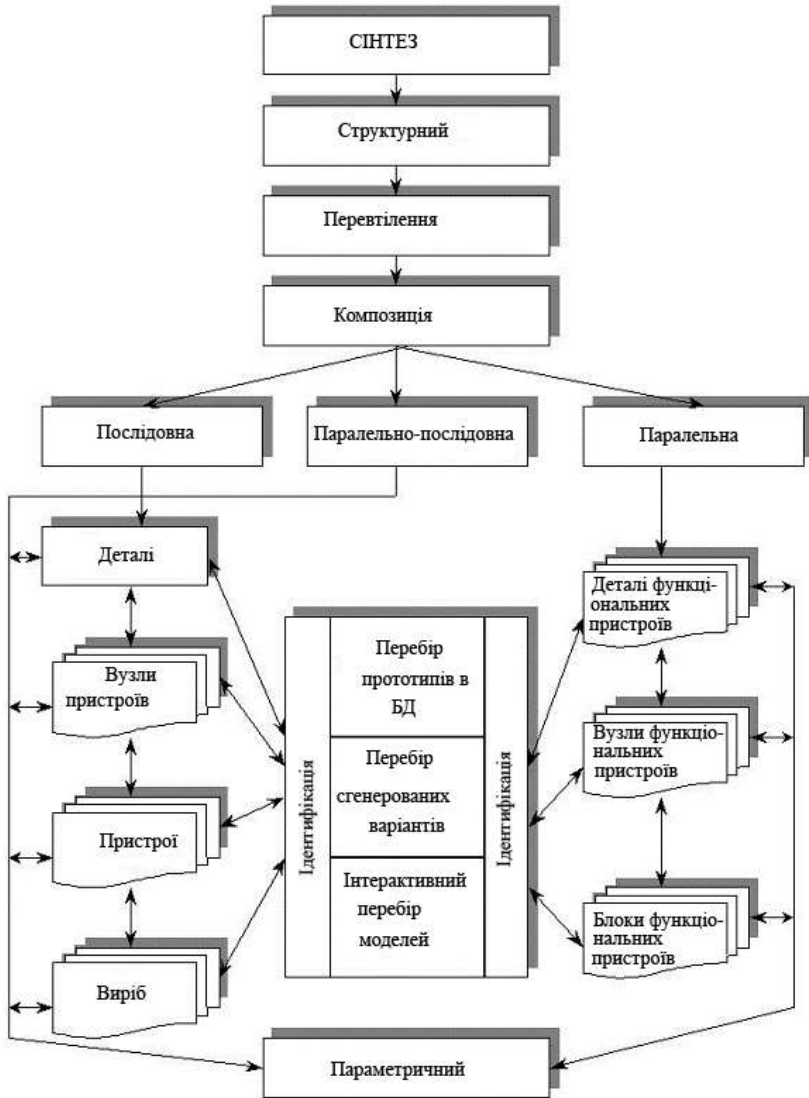 СІНТЕЗ
Структурний
Перевтілення
Композиція
Послідовна
Паралельно-послідовна
Паралельна
Деталі
Вузли
пристроїв
Пристрої
Виріб
Ідентифікація
Перебір
прототипів в
БД
Перебір
сгенерованих
варіантів
Інтерактивний
перебір
моделей
Ідентифікація
Деталі функці-
ональних
пристроїв
Вузли функціо-
нальних
пристроїв
Блоки функціо-
нальних
пристроїв
Параметричний